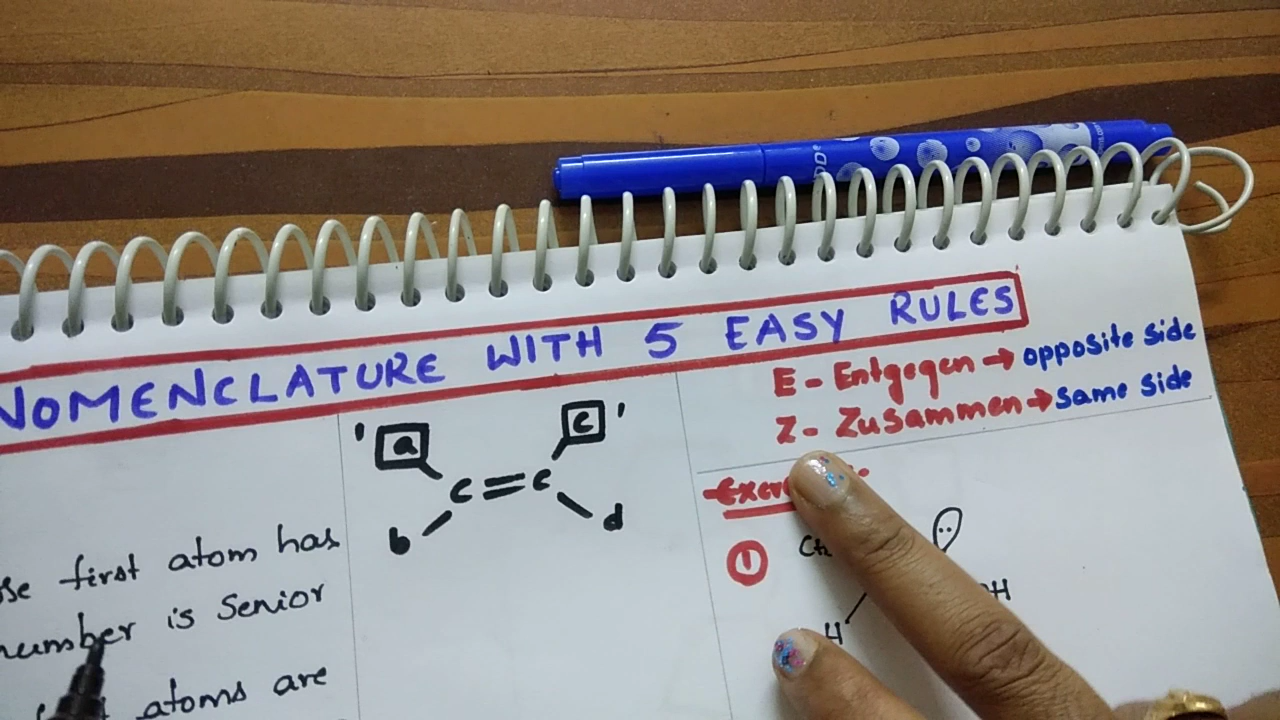 NOMENCLATURE WITH 5 EASY RULES
E - Entgegen → opposite side
Z - Zusammen → same side
'a c'
C=C
b d
first atom has
number is senior
atoms are
①
H